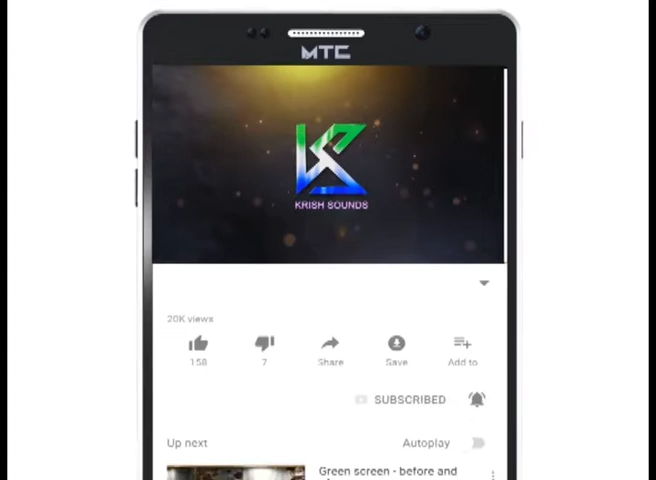 MTC
KRISH SOUNDS
20K views
158
7
Share
Save
Add to
SUBSCRIBED
Up next
Autoplay
Green screen - before and